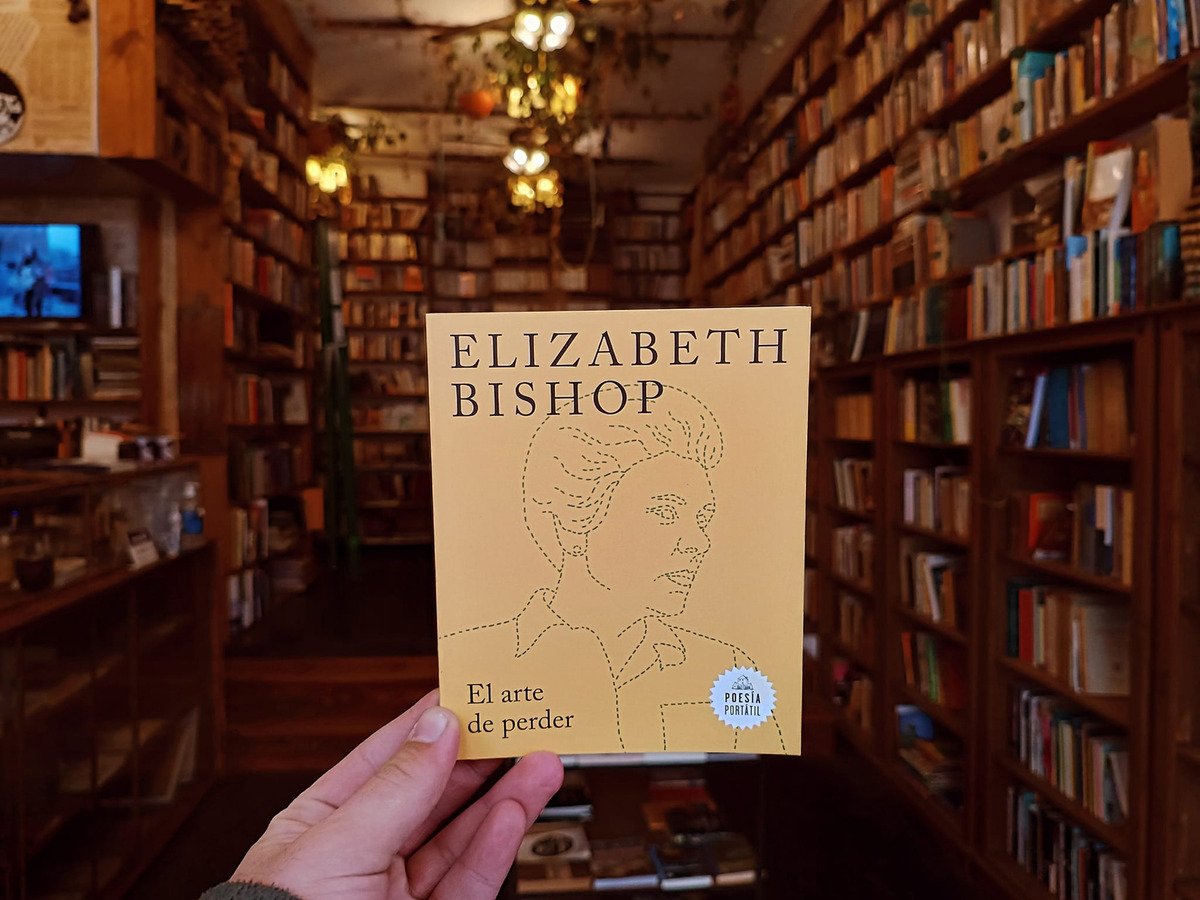 ELIZABETH
BISHOP
El arte
de perder
POESÍA
PORTÁTIL